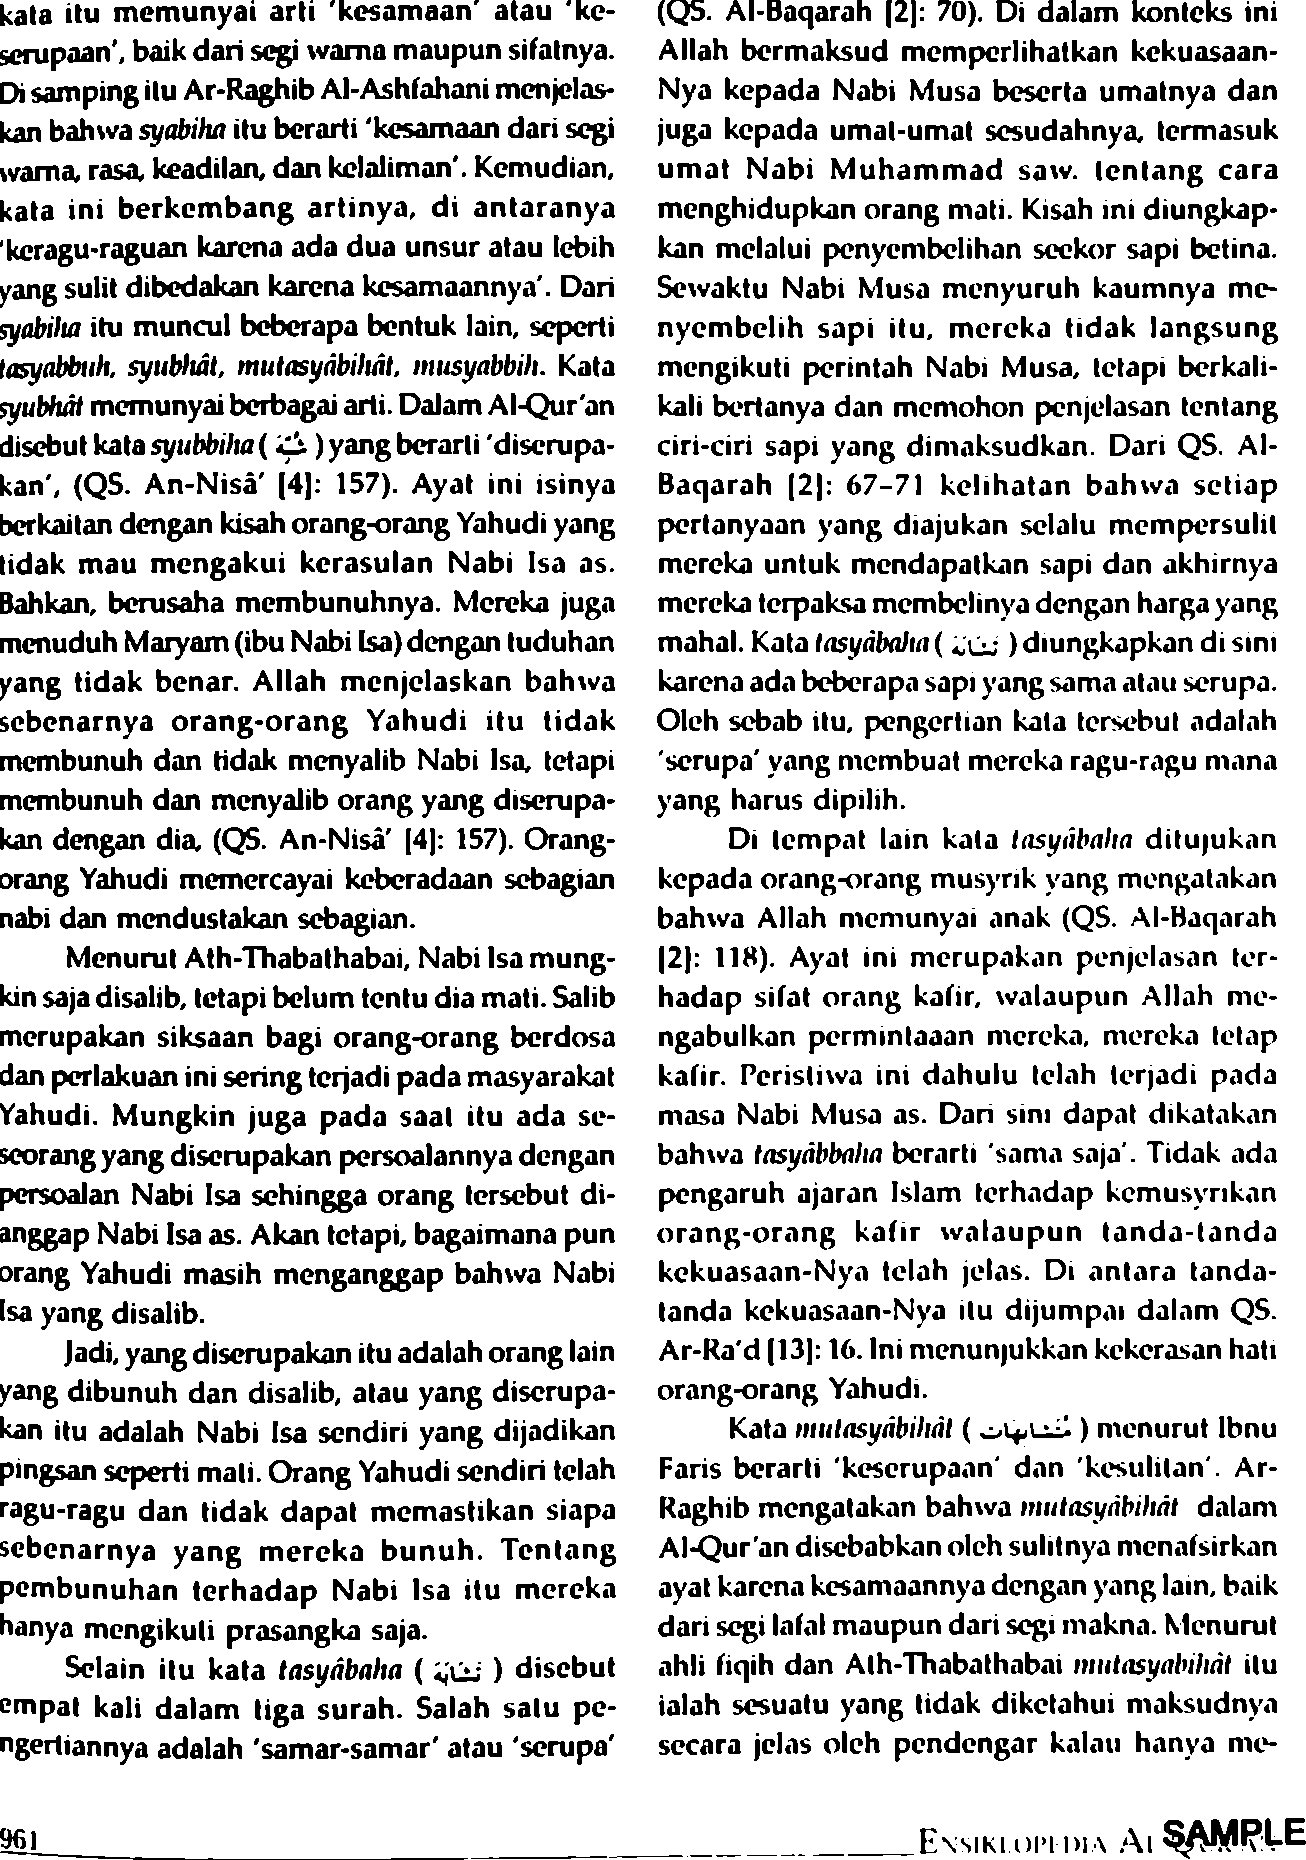 kata itu memunyai arti 'kesamaan' atau 'ke-
serupaan', baik dari segi warna maupun sifatnya.
Di samping itu Ar-Raghib Al-Ashfahani menjelas-
kan bahwa syabiha itu berarti 'kesamaan dari segi
warna, rasa, keadilan, dan kelaliman'. Kemudian,
kata ini berkembang artinya, di antaranya
'keragu-raguan karena ada dua unsur atau lebih
yang sulit dibedakan karena kesamaannya'. Dari
syabiha itu muncul beberapa bentuk lain, seperti
tasyabbuh, syubhât, mutasyâbihât, musyabbih. Kata
syubhât memunyai berbagai arti. Dalam Al-Qur'an
disebut kata syubbiha ( شُبِّهَ ) yang berarti 'diserupa-
kan', (QS. An-Nisâ' [4]: 157). Ayat ini isinya
berkaitan dengan kisah orang-orang Yahudi yang
tidak mau mengakui kerasulan Nabi Isa as.
Bahkan, berusaha membunuhnya. Mereka juga
menuduh Maryam (ibu Nabi Isa) dengan tuduhan
yang tidak benar. Allah menjelaskan bahwa
sebenarnya orang-orang Yahudi itu tidak
membunuh dan tidak menyalib Nabi Isa, tetapi
membunuh dan menyalib orang yang diserupa-
kan dengan dia, (QS. An-Nisâ' [4]: 157). Orang-
orang Yahudi memercayai keberadaan sebagian
nabi dan mendustakan sebagian.
Menurut Ath-Thabathabai, Nabi Isa mung-
kin saja disalib, tetapi belum tentu dia mati. Salib
merupakan siksaan bagi orang-orang berdosa
dan perlakuan ini sering terjadi pada masyarakat
Yahudi. Mungkin juga pada saat itu ada se-
seorang yang diserupakan persoalannya dengan
persoalan Nabi Isa sehingga orang tersebut di-
anggap Nabi Isa as. Akan tetapi, bagaimana pun
orang Yahudi masih menganggap bahwa Nabi
Isa yang disalib.
Jadi, yang diserupakan itu adalah orang lain
yang dibunuh dan disalib, atau yang diserupa-
kan itu adalah Nabi Isa sendiri yang dijadikan
pingsan seperti mati. Orang Yahudi sendiri telah
ragu-ragu dan tidak dapat memastikan siapa
sebenarnya yang mereka bunuh. Tentang
pembunuhan terhadap Nabi Isa itu mereka
hanya mengikuti prasangka saja.
Selain itu kata tasyâbaha ( تَشَابَهَ ) disebut
empat kali dalam tiga surah. Salah satu pe-
ngertiannya adalah 'samar-samar' atau 'serupa'
(QS. Al-Baqarah [2]: 70). Di dalam konteks ini
Allah bermaksud memperlihatkan kekuasaan-
Nya kepada Nabi Musa beserta umatnya dan
juga kepada umat-umat sesudahnya, termasuk
umat Nabi Muhammad saw. tentang cara
menghidupkan orang mati. Kisah ini diungkap-
kan melalui penyembelihan seekor sapi betina.
Sewaktu Nabi Musa menyuruh kaumnya me-
nyembelih sapi itu, mereka tidak langsung
mengikuti perintah Nabi Musa, tetapi berkali-
kali bertanya dan memohon penjelasan tentang
ciri-ciri sapi yang dimaksudkan. Dari QS. Al-
Baqarah [2]: 67–71 kelihatan bahwa setiap
pertanyaan yang diajukan selalu mempersulit
mereka untuk mendapatkan sapi dan akhirnya
mereka terpaksa membelinya dengan harga yang
mahal. Kata tasyâbaha ( تَشَابَهَ ) diungkapkan di sini
karena ada beberapa sapi yang sama atau serupa.
Oleh sebab itu, pengertian kata tersebut adalah
'serupa' yang membuat mereka ragu-ragu mana
yang harus dipilih.
Di tempat lain kata tasyâbaha ditujukan
kepada orang-orang musyrik yang mengatakan
bahwa Allah memunyai anak (QS. Al-Baqarah
[2]: 118). Ayat ini merupakan penjelasan ter-
hadap sifat orang kafir, walaupun Allah me-
ngabulkan permintaaan mereka, mereka tetap
kafir. Peristiwa ini dahulu telah terjadi pada
masa Nabi Musa as. Dari sini dapat dikatakan
bahwa tasyâbbaha berarti 'sama saja'. Tidak ada
pengaruh ajaran Islam terhadap kemusyrikan
orang-orang kafir walaupun tanda-tanda
kekuasaan-Nya telah jelas. Di antara tanda-
tanda kekuasaan-Nya itu dijumpai dalam QS.
Ar-Ra'd [13]: 16. Ini menunjukkan kekerasan hati
orang-orang Yahudi.
Kata mutasyâbihât ( مُتَشَابِهَات ) menurut Ibnu
Faris berarti 'keserupaan' dan 'kesulitan'. Ar-
Raghib mengatakan bahwa mutasyâbihât dalam
Al-Qur'an disebabkan oleh sulitnya menafsirkan
ayat karena kesamaannya dengan yang lain, baik
dari segi lafal maupun dari segi makna. Menurut
ahli fiqih dan Ath-Thabathabai mutasyabihât itu
ialah sesuatu yang tidak diketahui maksudnya
secara jelas oleh pendengar kalau hanya me-
961
ENSIKLOPEDIA AL
SAMPLE